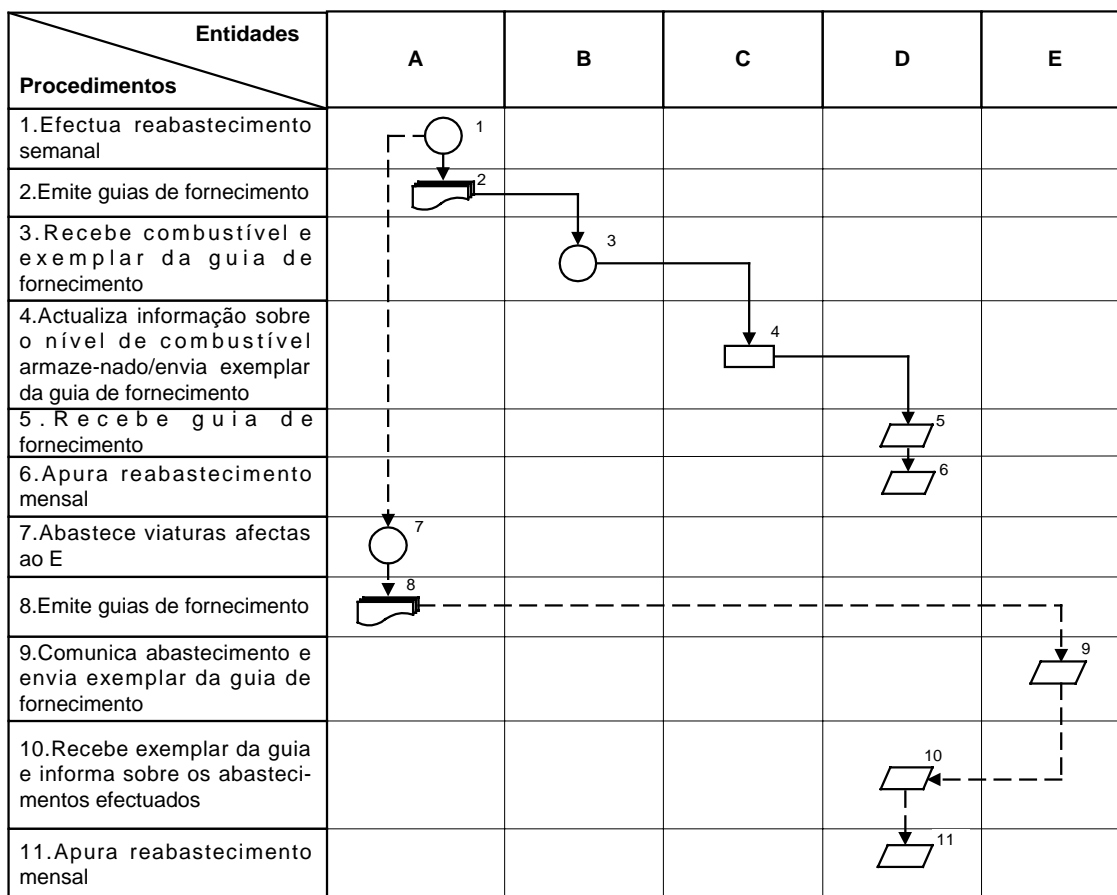 Entidades
Procedimentos
A
B
C
D
E
1.Efectua reabastecimento
semanal
1
2.Emite guias de fornecimento
2
3.Recebe combustível e
exemplar da guia de
fornecimento
3
4.Actualiza informação sobre
o nível de combustível
armaze-nado/envia exemplar
da guia de fornecimento
4
5.Recebe guia de
fornecimento
5
6.Apura reabastecimento
mensal
6
7.Abastece viaturas afectas
ao E
7
8.Emite guias de fornecimento
8
9.Comunica abastecimento e
envia exemplar da guia de
fornecimento
9
10.Recebe exemplar da guia
e informa sobre os abasteci-
mentos efectuados
10
11.Apura reabastecimento
mensal
11